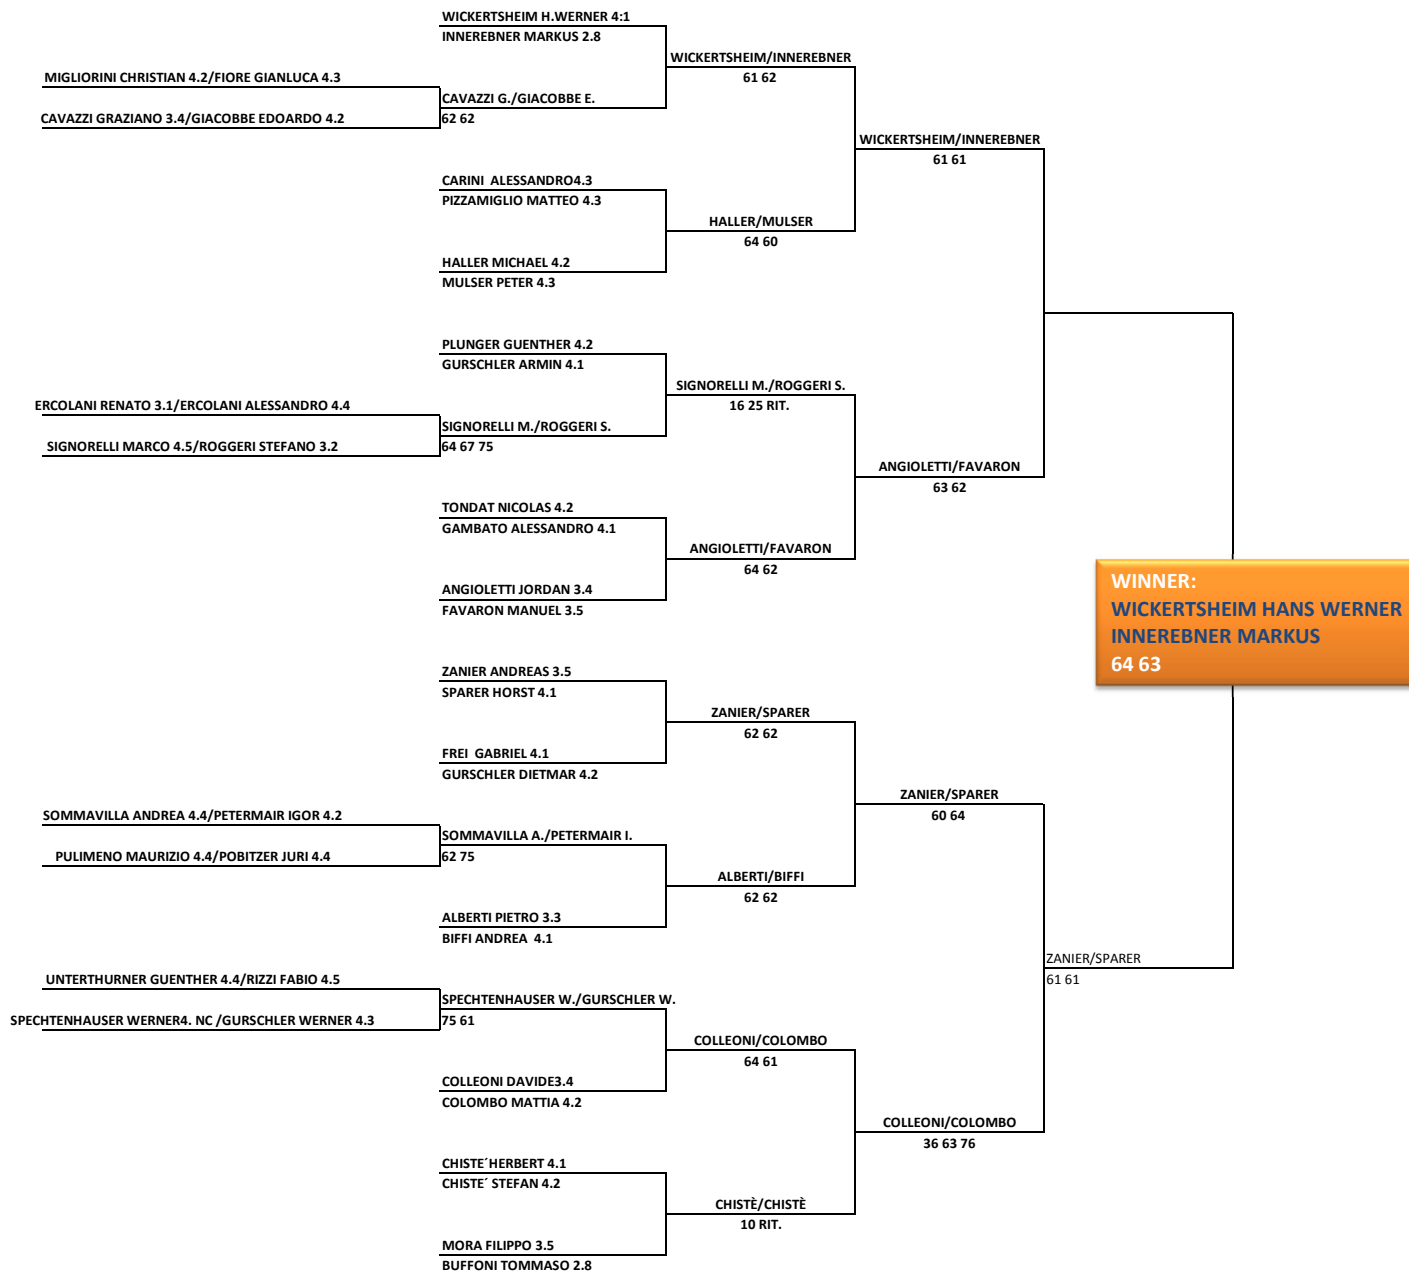 WICKERTSHEIM H.WERNER 4:1
INNEREBNER MARKUS 2.8
WICKERTSHEIM/INNEREBNER
61 62
MIGLIORINI CHRISTIAN 4.2/FIORE GIANLUCA 4.3
CAVAZZI G./GIACOBBE E.
CAVAZZI GRAZIANO 3.4/GIACOBBE EDOARDO 4.2
62 62
WICKERTSHEIM/INNEREBNER
61 61
CARINI  ALESSANDRO4.3
PIZZAMIGLIO MATTEO 4.3
HALLER/MULSER
64 60
HALLER MICHAEL 4.2
MULSER PETER 4.3
PLUNGER GUENTHER 4.2
GURSCHLER ARMIN 4.1
SIGNORELLI M./ROGGERI S.
16 25 RIT.
ERCOLANI RENATO 3.1/ERCOLANI ALESSANDRO 4.4
SIGNORELLI M./ROGGERI S.
SIGNORELLI MARCO 4.5/ROGGERI STEFANO 3.2
64 67 75
ANGIOLETTI/FAVARON
63 62
TONDAT NICOLAS 4.2
GAMBATO ALESSANDRO 4.1
ANGIOLETTI/FAVARON
64 62
ANGIOLETTI JORDAN 3.4
FAVARON MANUEL 3.5
WINNER:
WICKERTSHEIM HANS WERNER
INNEREBNER MARKUS
64 63
ZANIER ANDREAS 3.5
SPARER HORST 4.1
ZANIER/SPARER
62 62
FREI  GABRIEL 4.1
GURSCHLER DIETMAR 4.2
ZANIER/SPARER
60 64
SOMMAVILLA ANDREA 4.4/PETERMAIR IGOR 4.2
SOMMAVILLA A./PETERMAIR I.
PULIMENO MAURIZIO 4.4/POBITZER JURI 4.4
62 75
ALBERTI/BIFFI
62 62
ALBERTI PIETRO 3.3
BIFFI ANDREA  4.1
ZANIER/SPARER
61 61
UNTERTHURNER GUENTHER 4.4/RIZZI FABIO 4.5
SPECHTENHAUSER W./GURSCHLER W.
SPECHTENHAUSER WERNER4. NC /GURSCHLER WERNER 4.3
75 61
COLLEONI/COLOMBO
64 61
COLLEONI DAVIDE3.4
COLOMBO MATTIA 4.2
COLLEONI/COLOMBO
36 63 76
CHISTE´HERBERT 4.1
CHISTE´ STEFAN 4.2
CHISTÈ/CHISTÈ
10 RIT.
MORA FILIPPO 3.5
BUFFONI TOMMASO 2.8